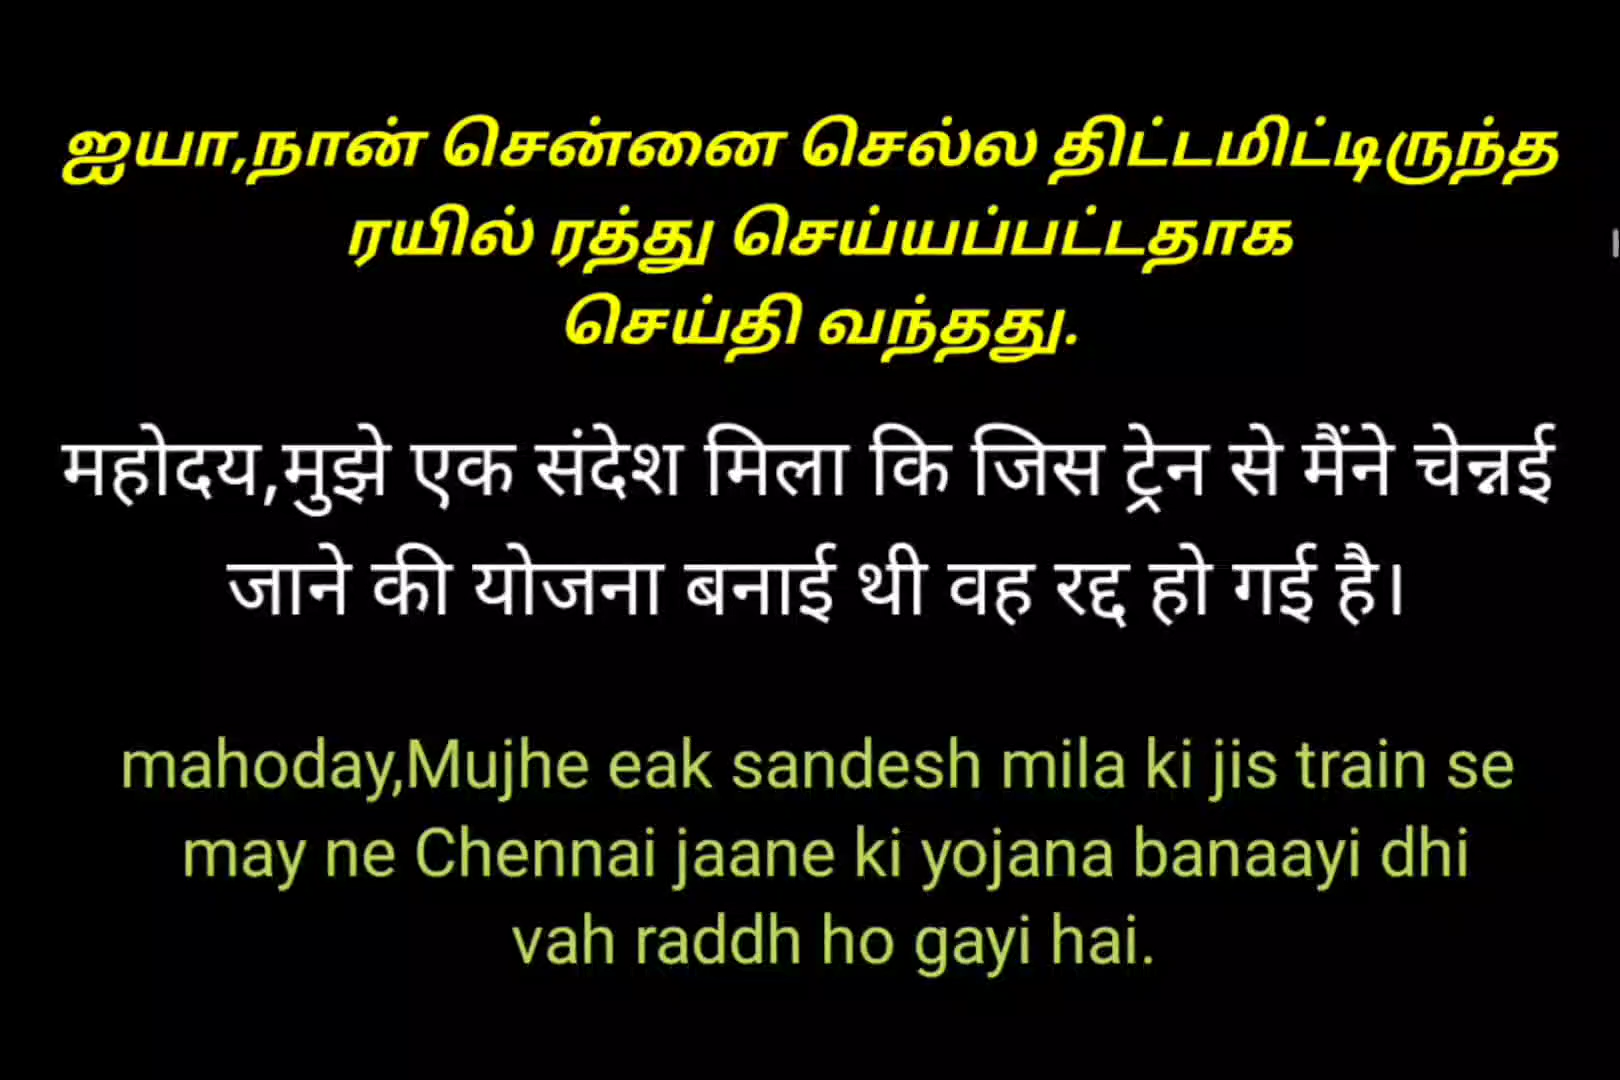 ஐயா,நான் சென்னை செல்ல திட்டமிட்டிருந்த
ரயில் ரத்து செய்யப்பட்டதாக
செய்தி வந்தது.
महोदय,मुझे एक संदेश मिला कि जिस ट्रेन से मैंने चेन्नई
जाने की योजना बनाई थी वह रद्द हो गई है।
mahoday,Mujhe eak sandesh mila ki jis train se
may ne Chennai jaane ki yojana banaayi dhi
vah raddh ho gayi hai.